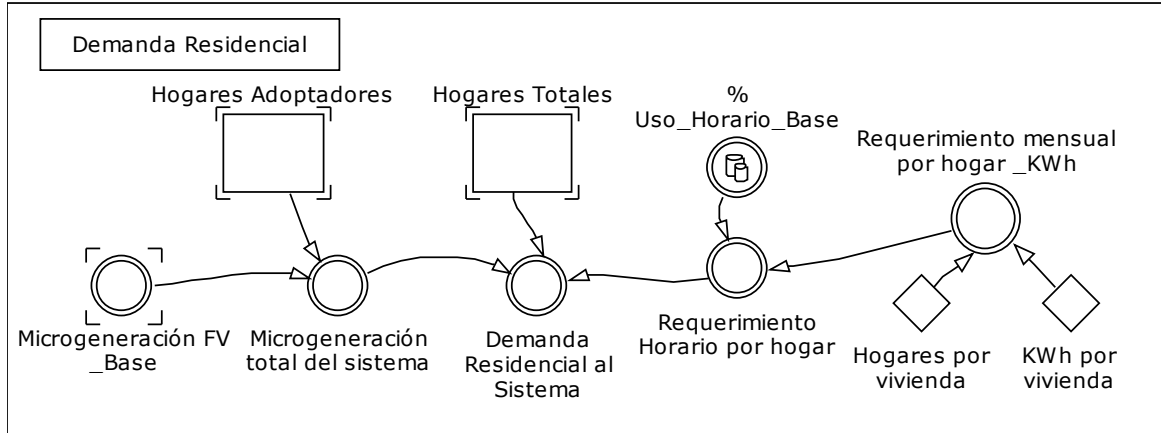 Demanda Residencial
Hogares Adoptadores
Hogares Totales
%
Uso_Horario_Base
Requerimiento mensual
por hogar _KWh
Microgeneración FV
_Base
Microgeneración
total del sistema
Demanda
Residencial al
Sistema
Requerimiento
Horario por hogar
Hogares por
vivienda
KWh por
vivienda